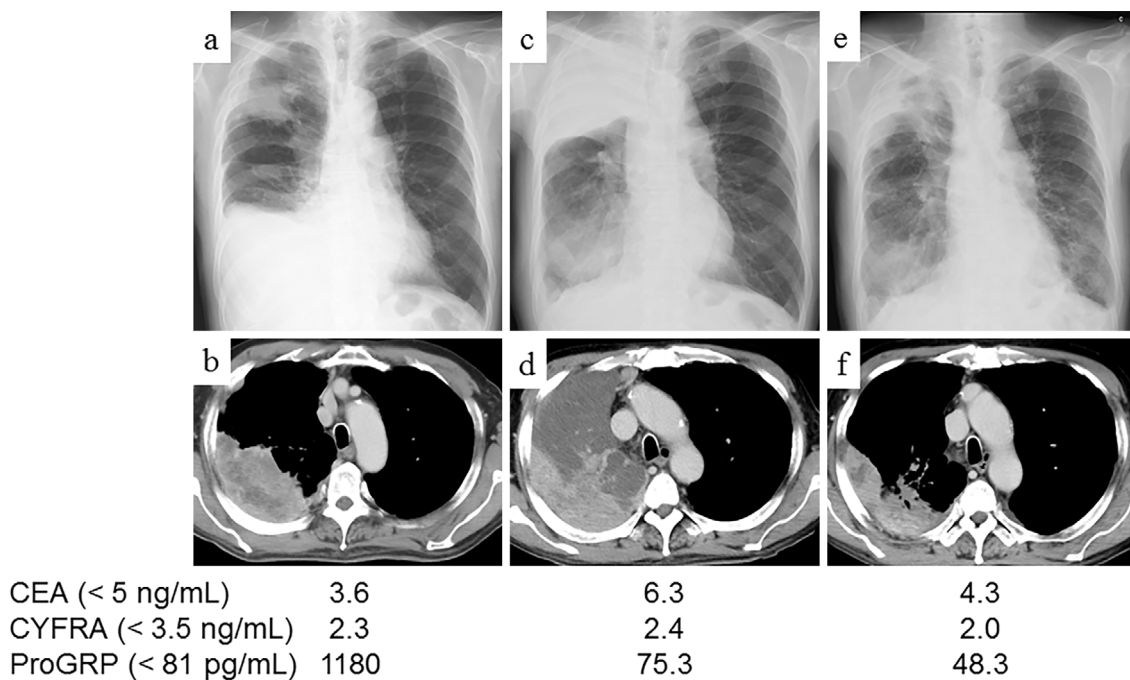 a c e
b d f
CEA (< 5 ng/mL) 3.6 6.3 4.3
CYFRA (< 3.5 ng/mL) 2.3 2.4 2.0
ProGRP (< 81 pg/mL) 1180 75.3 48.3